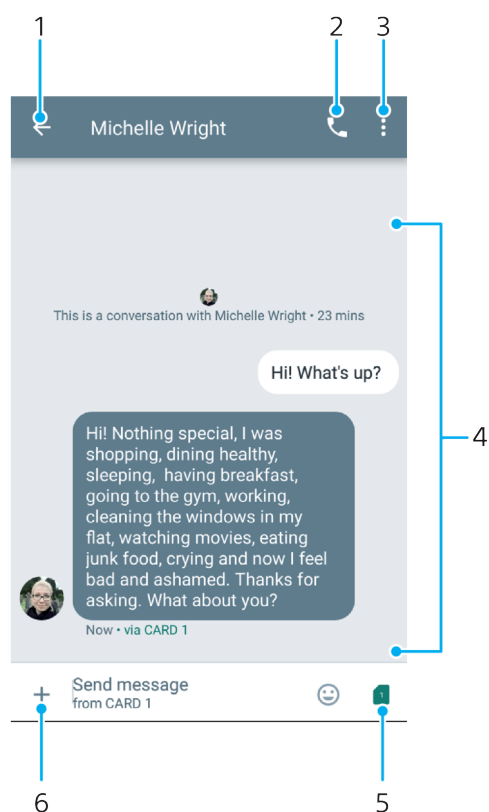 1 2 3
Michelle Wright
This is a conversation with Michelle Wright • 23 mins
Hi! What's up?
4
Hi! Nothing special, I was
shopping, dining healthy,
sleeping,  having breakfast,
going to the gym, working,
cleaning the windows in my
flat, watching movies, eating
junk food, crying and now I feel
bad and ashamed. Thanks for
asking. What about you?
Now • via CARD 1
Send message
from CARD 1
1
6 5